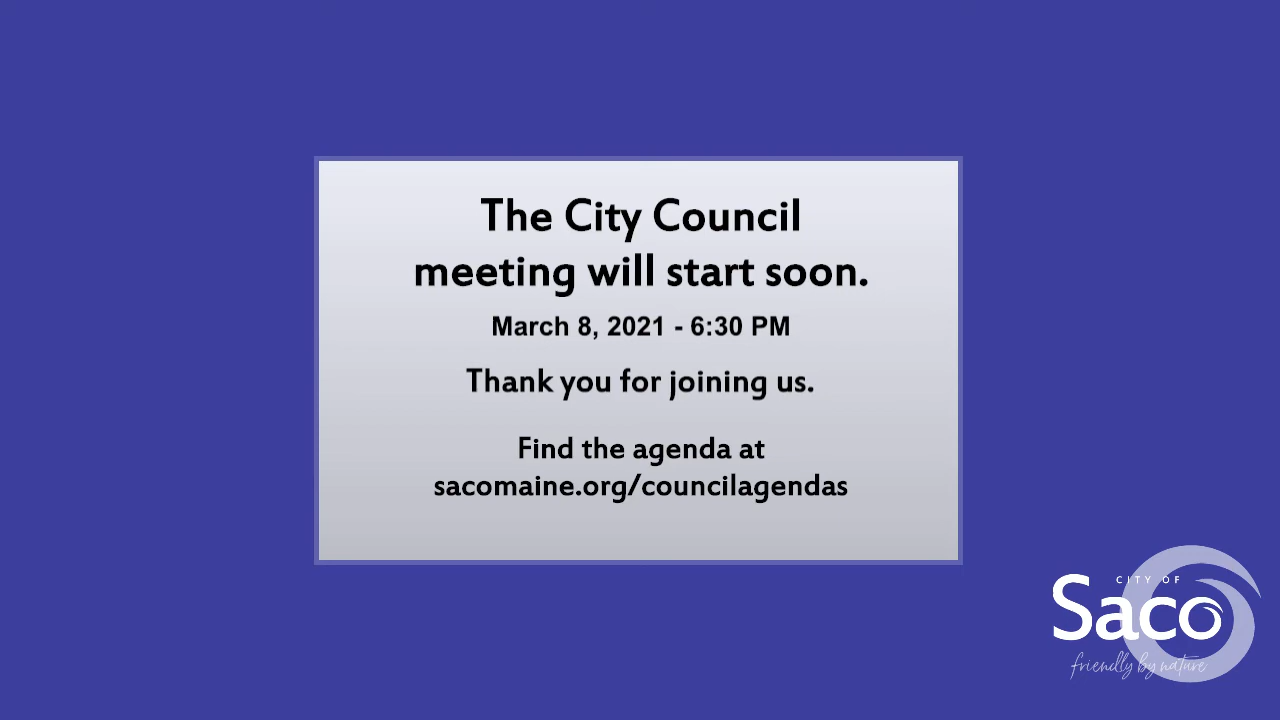 The City Council
meeting will start soon.
March 8, 2021 - 6:30 PM
Thank you for joining us.
Find the agenda at
sacomaine.org/councilagendas
CITY OF
Saco
friendly by nature